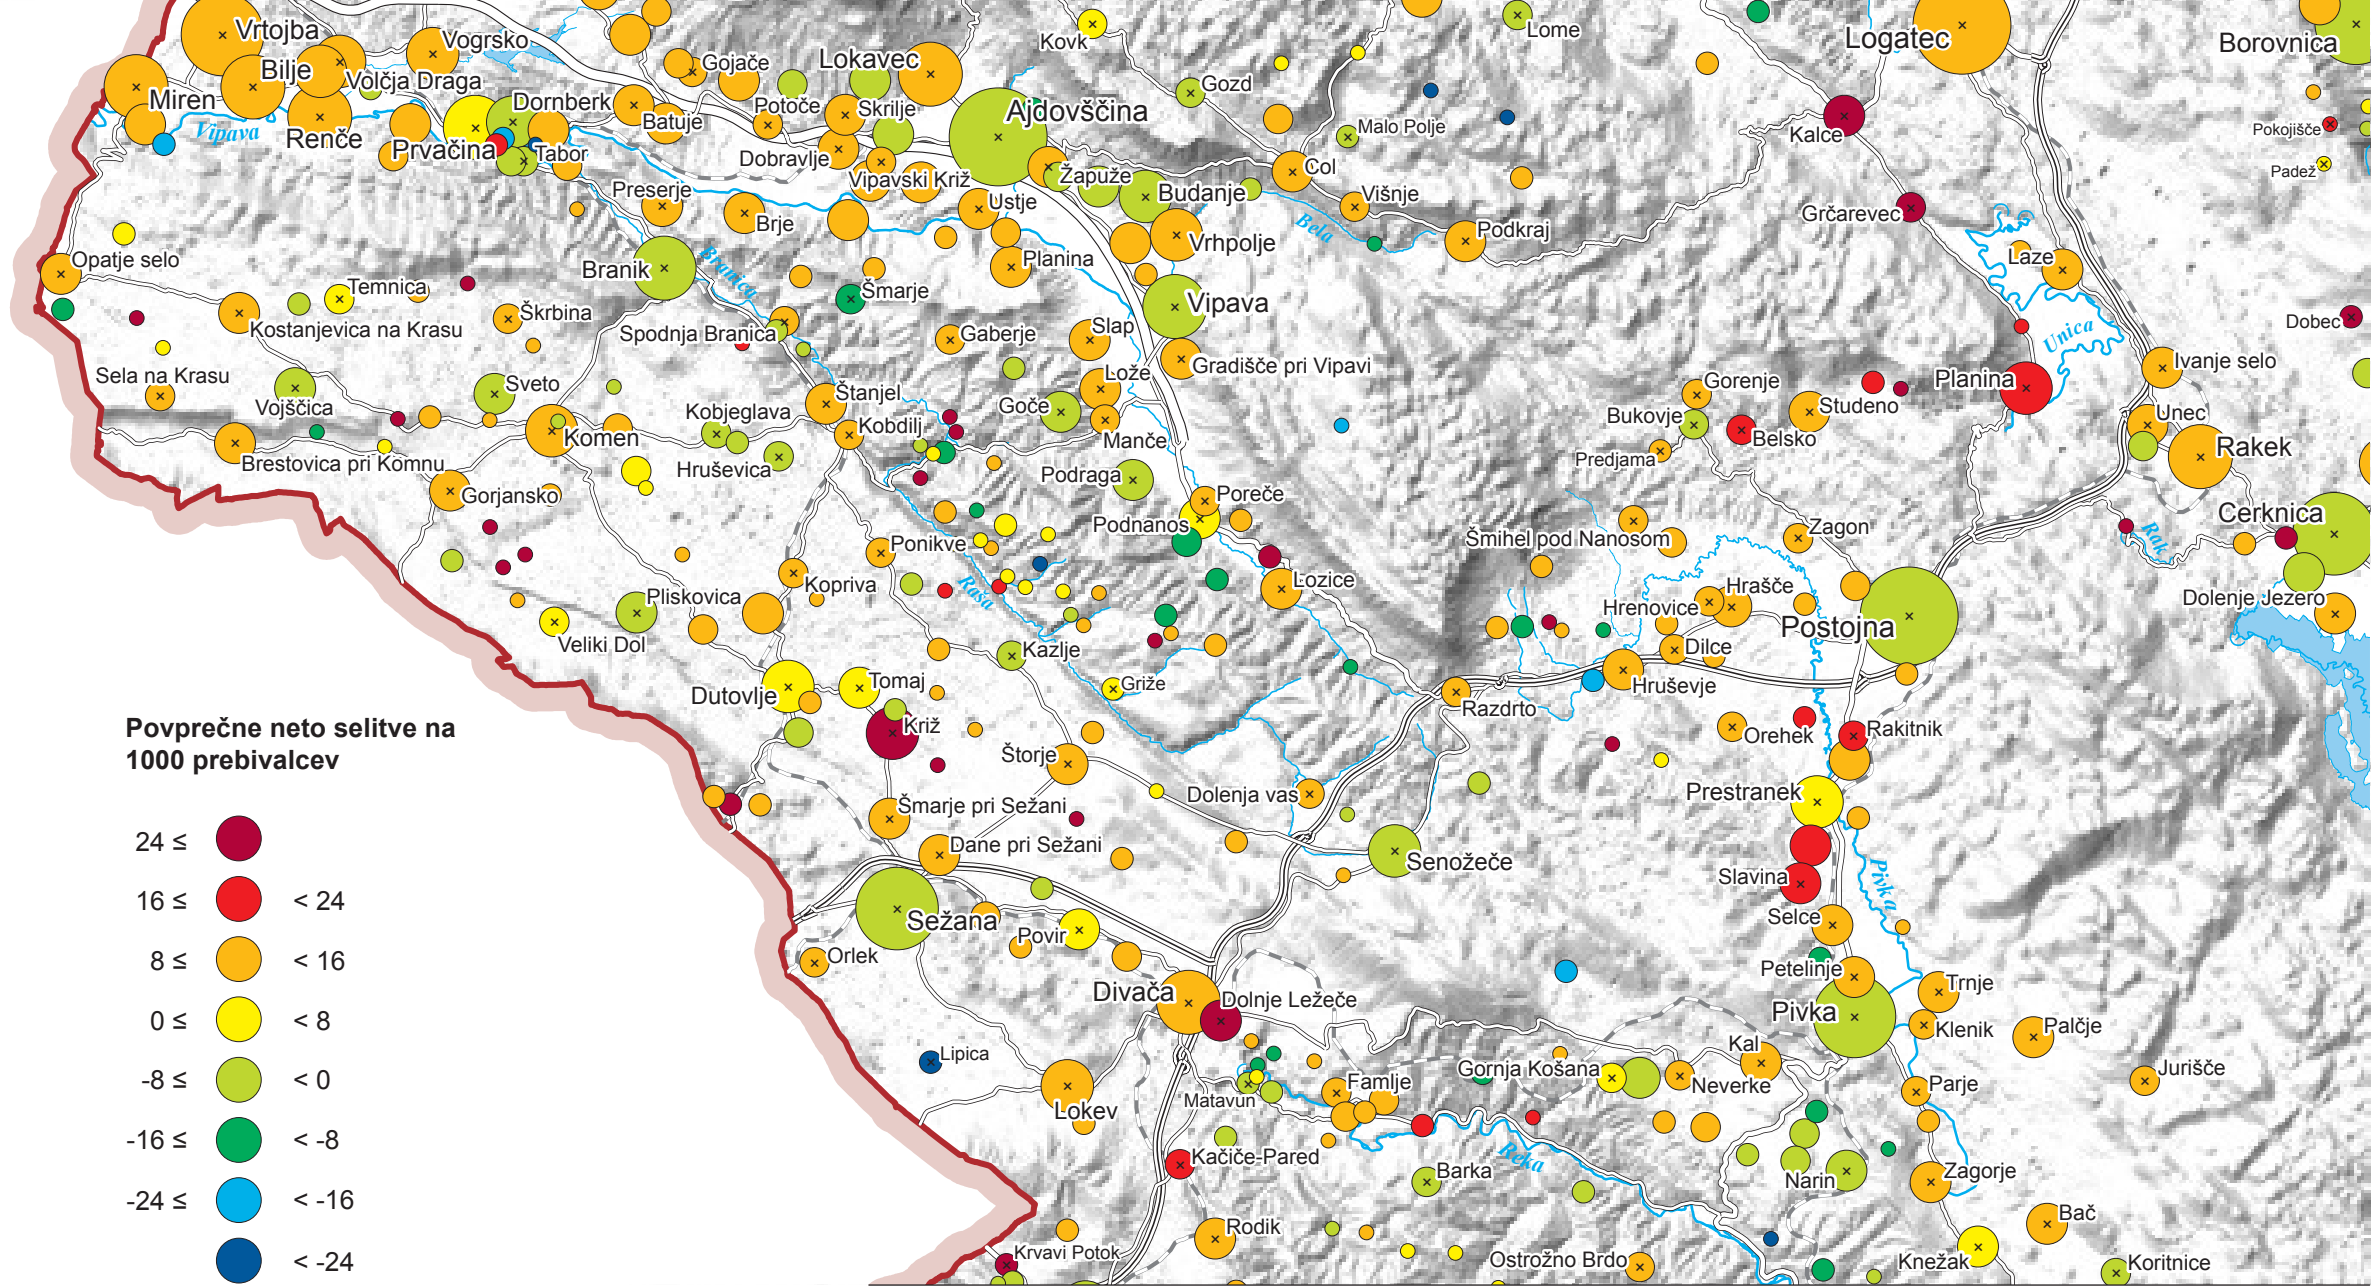 Vrtojba
Vogrsko
Gojače
Lokavec
Kovk
Lome
Logatec
Borovnica
Bilje
Volčja Draga
Miren
Dornberk
Potoče
Skrilje
Ajdovščina
Gozd
Vipava
Renče
Batuje
Malo Polje
Kalce
Pokojišče
Prvačina
Tabor
Dobravlje
Vipavski Križ
Žapuže
Budanje
Col
Padež
Preserje
Ustje
Višnje
Grčarevec
Brje
Vrhpolje
Bela
Podkraj
Opatje selo
Branik
Branica
Planina
Laze
Temnica
Šmarje
Vipava
Škrbina
Kostanjevica na Krasu
Spodnja Branica
Gaberje
Slap
Unica
Dobec
Sela na Krasu
Sveto
Štanjel
Lože
Gradišče pri Vipavi
Gorenje
Planina
Ivanje selo
Vojščica
Kobjeglava
Goče
Bukovje
Studeno
Unec
Komen
Kobdilj
Manče
Belsko
Rakek
Brestovica pri Komnu
Hruševica
Podraga
Predjama
Gorjansko
Poreče
Cerknica
Podnanos
Zagon
Rak
Ponikve
Šmihel pod Nanosom
Kopriva
Raša
Lozice
Hrašče
Pliskovica
Hrenovice
Dolenje Jezero
Veliki Dol
Kazlje
Dilce
Postojna
Dutovlje
Tomaj
Griže
Hruševje
Razdrto
Povprečne neto selitve na
1000 prebivalcev
Križ
Orehek
Rakitnik
Štorje
Dolenja vas
Prestranek
Šmarje pri Sežani
24 ≤
Dane pri Sežani
Senožeče
Slavina
Pivka
16 ≤ < 24
Sežana
Povir
Selce
8 ≤ < 16
Orlek
Petelinje
Trnje
Divača
Dolnje Ležeče
Pivka
0 ≤ < 8
Klenik
Palčje
Lipica
Kal
Gornja Košana
Neverke
Jurišče
-8 ≤ < 0
Famlje
Parje
Matavun
Lokev
-16 ≤ < -8
Kačiče-Pared
Reka
Barka
Narin
Zagorje
-24 ≤ < -16
Rodik
Bač
Krvavi Potok
Ostrožno Brdo
Knežak
Koritnice
< -24